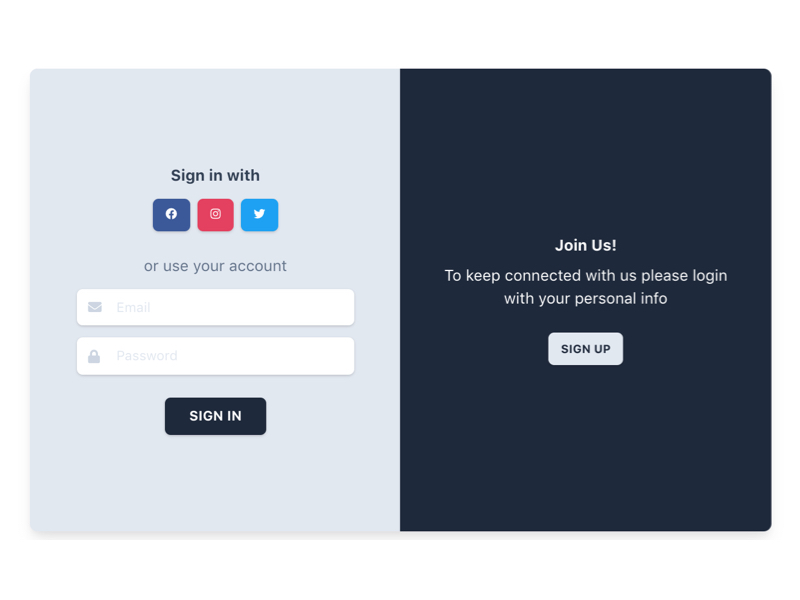 Sign in with
or use your account
Email
Password
SIGN IN
Join Us!
To keep connected with us please login
with your personal info
SIGN UP